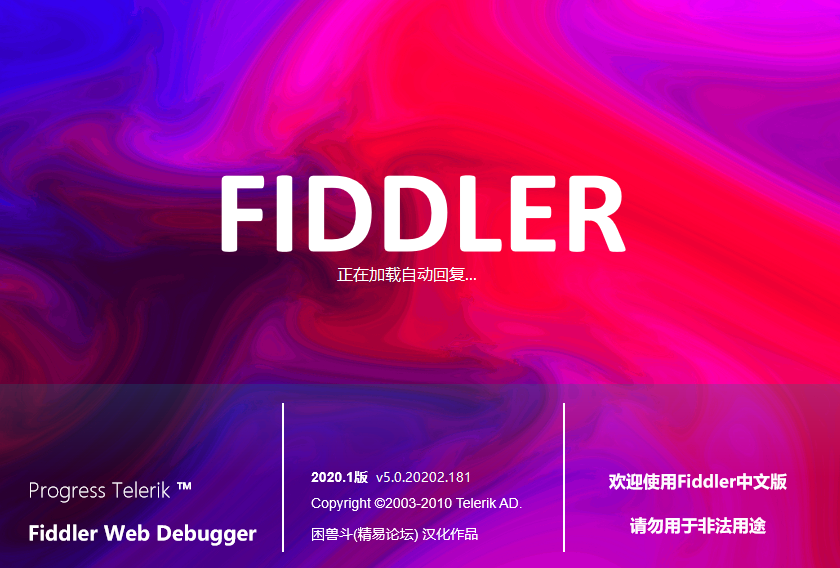 FIDDLER
正在加载自动回复...
Progress Telerik ™
Fiddler Web Debugger
2020.1版 v5.0.20202.181
Copyright ©2003-2010 Telerik AD.
困兽斗(精易论坛) 汉化作品
欢迎使用Fiddler中文版
请勿用于非法用途